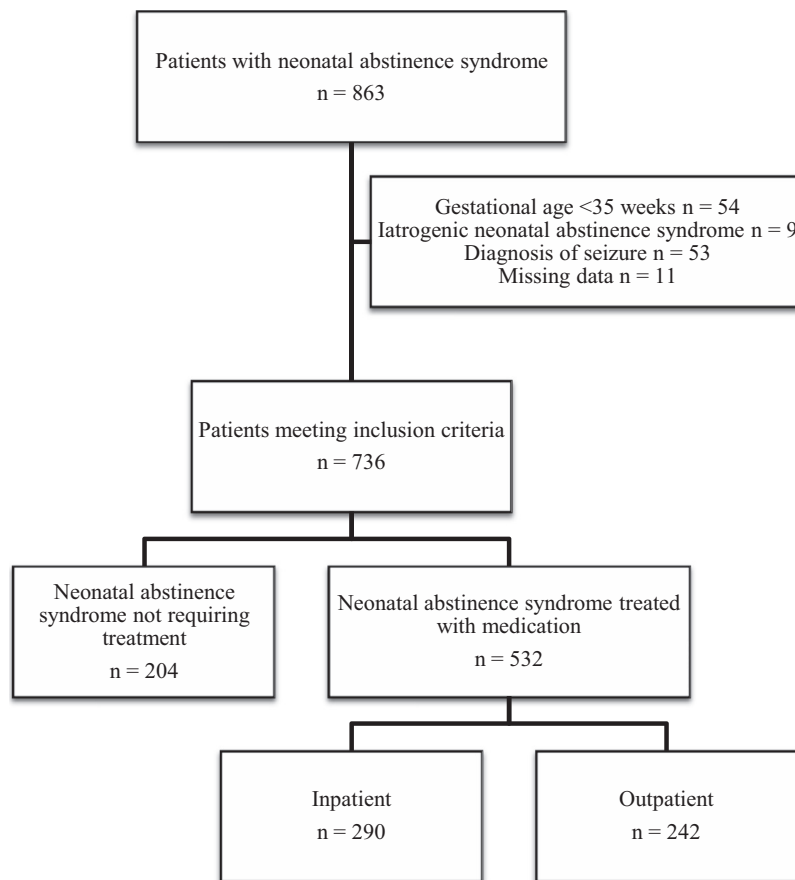 Patients with neonatal abstinence syndrome
n = 863
Gestational age <35 weeks n = 54
Iatrogenic neonatal abstinence syndrome n = 9
Diagnosis of seizure n = 53
Missing data n = 11
Patients meeting inclusion criteria
n = 736
Neonatal abstinence
syndrome not requiring
treatment
n = 204
Neonatal abstinence syndrome treated
with medication
n = 532
Inpatient
n = 290
Outpatient
n = 242